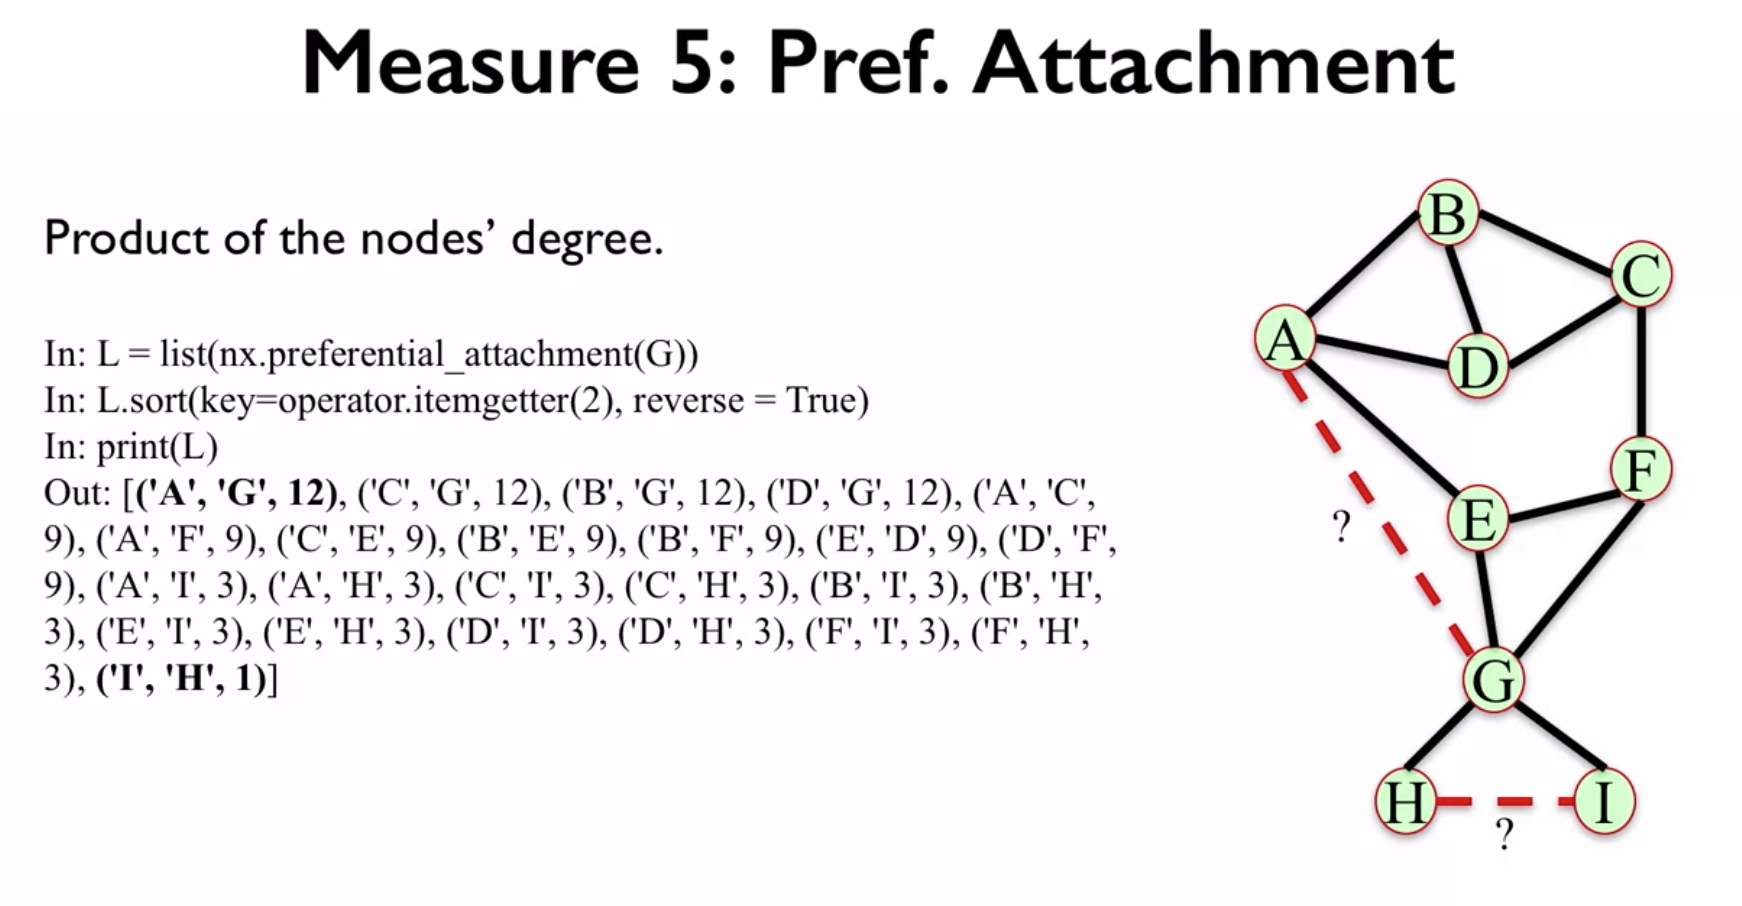 Measure 5: Pref. Attachment
Product of the nodes’ degree.
In: L = list(nx.preferential_attachment(G))
In: L.sort(key=operator.itemgetter(2), reverse = True)
In: print(L)
Out: [('A', 'G', 12), ('C', 'G', 12), ('B', 'G', 12), ('D', 'G', 12), ('A', 'C',
9), ('A', 'F', 9), ('C', 'E', 9), ('B', 'E', 9), ('B', 'F', 9), ('E', 'D', 9), ('D', 'F',
9), ('A', 'I', 3), ('A', 'H', 3), ('C', 'I', 3), ('C', 'H', 3), ('B', 'I', 3), ('B', 'H',
3), ('E', 'I', 3), ('E', 'H', 3), ('D', 'I', 3), ('D', 'H', 3), ('F', 'I', 3), ('F', 'H',
3), ('I', 'H', 1)]
B
C
A
D
F
E
?
G
H
I
?